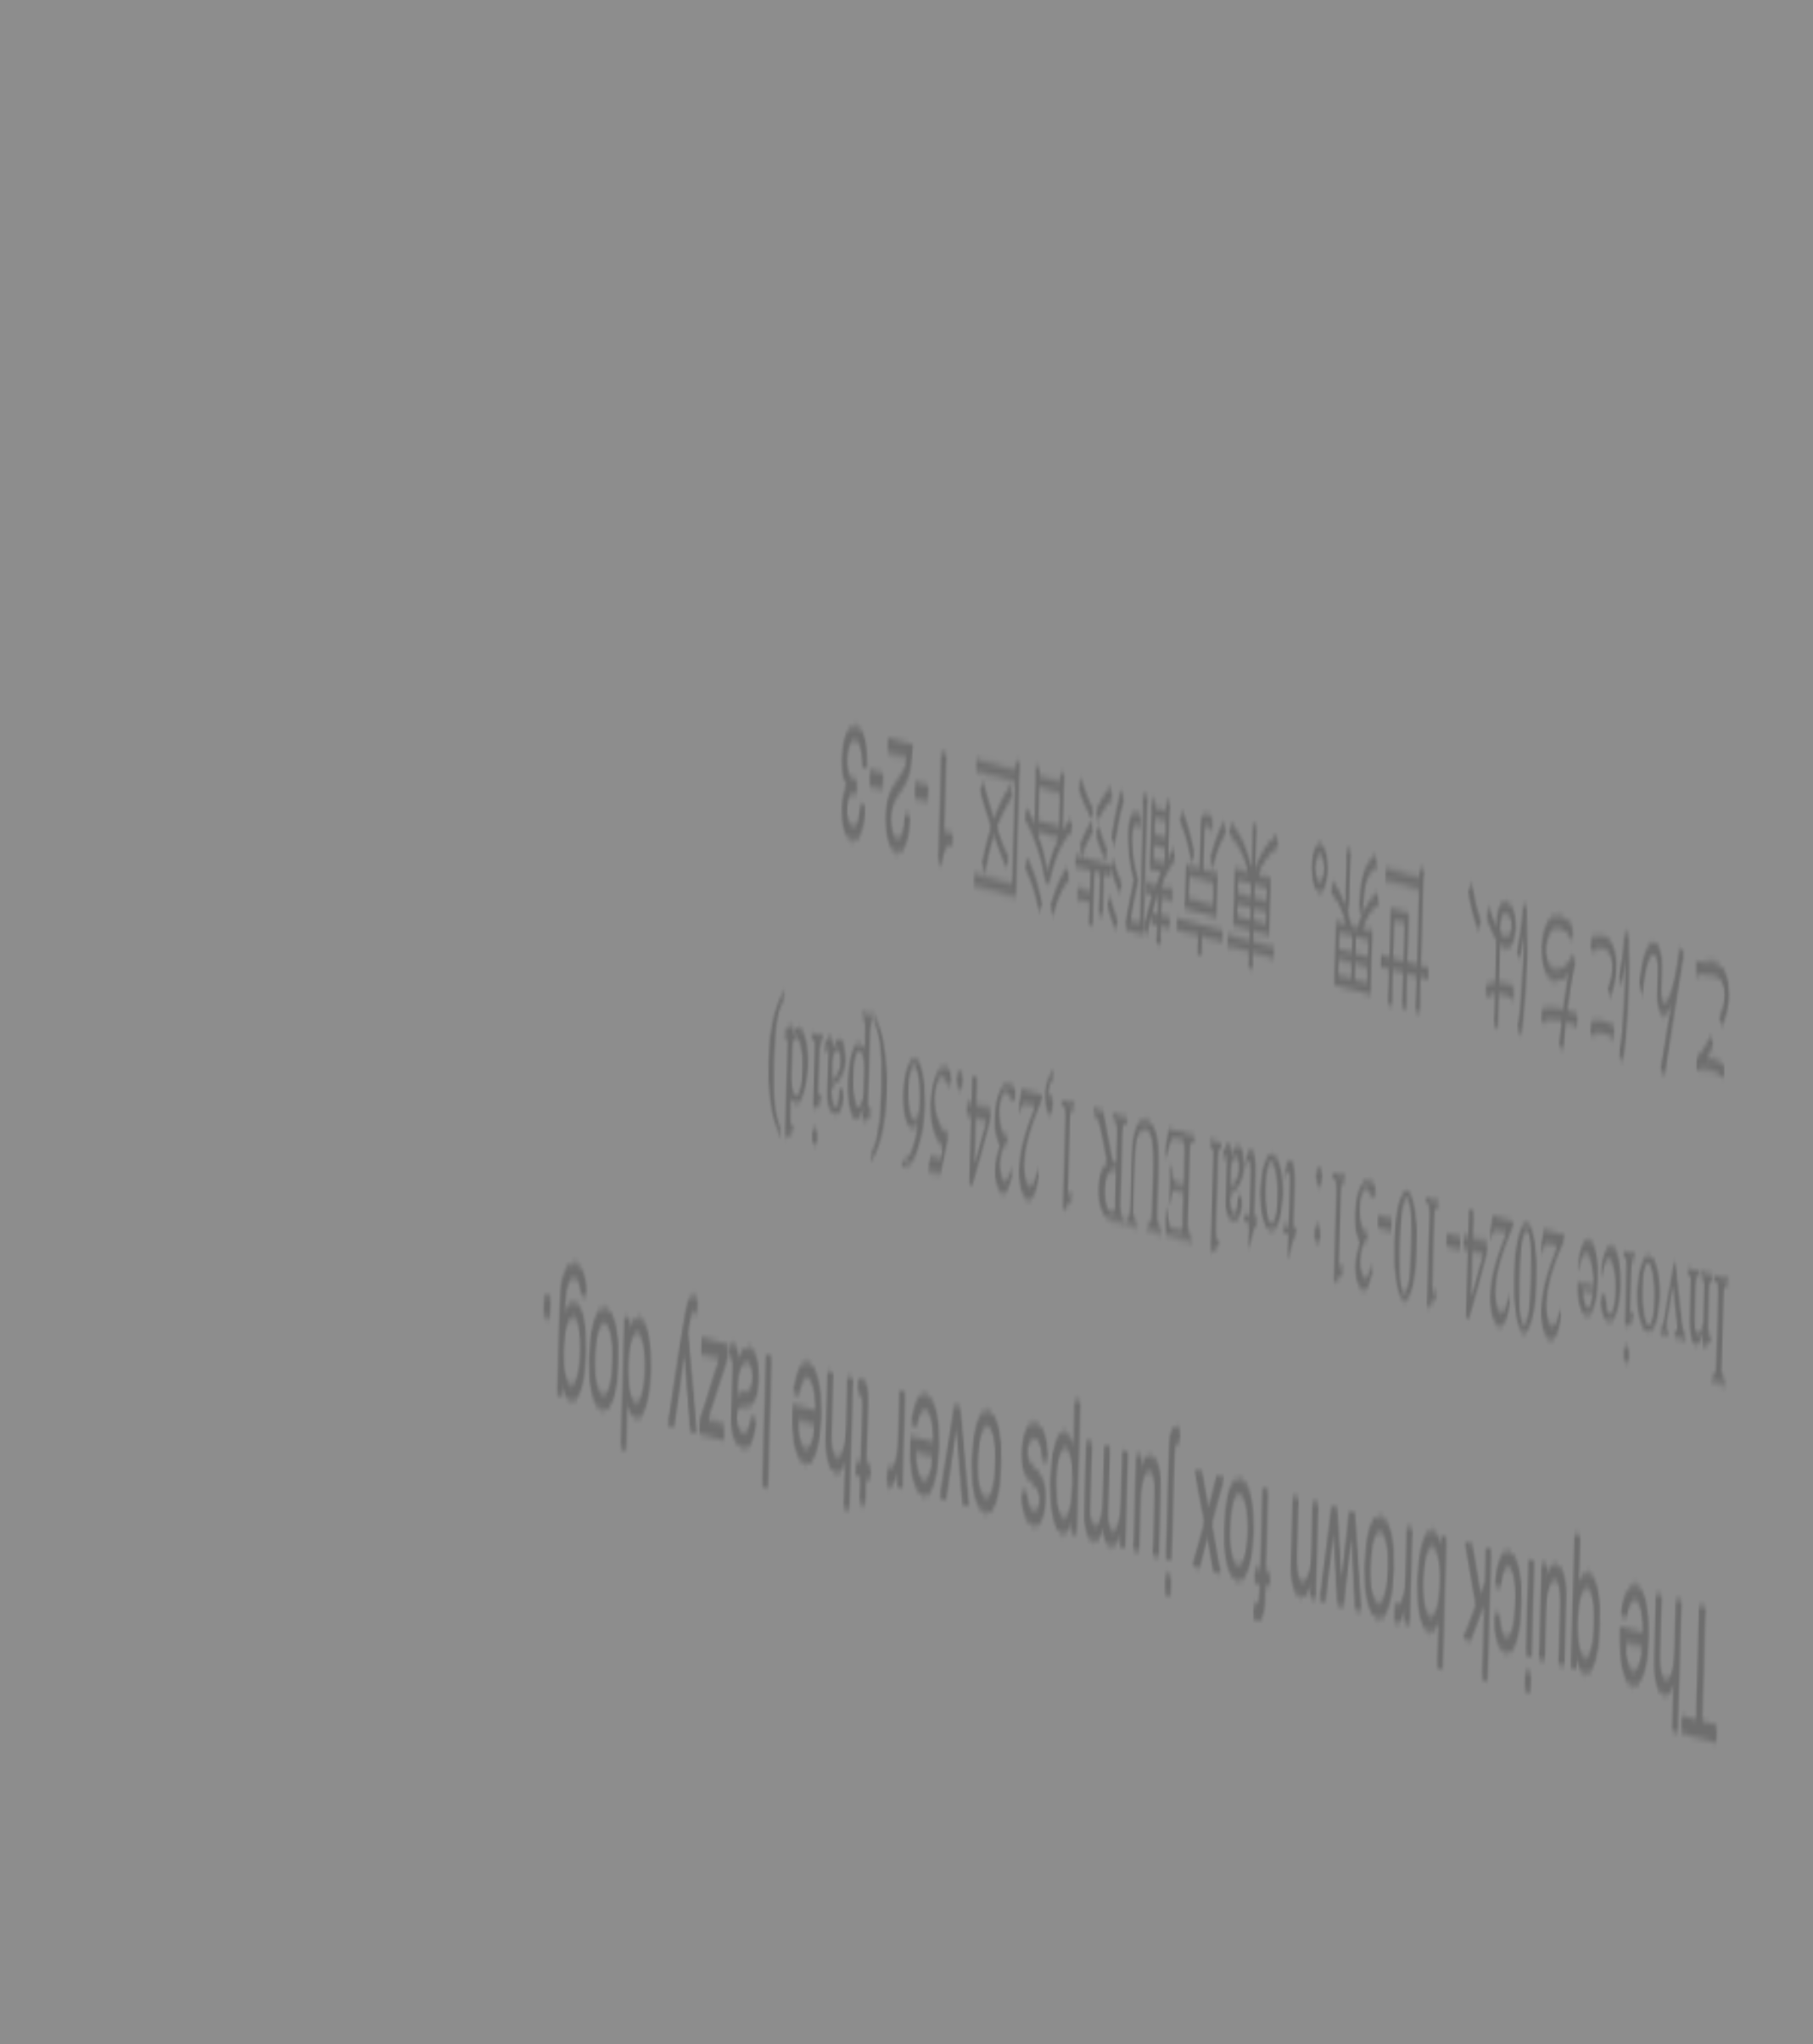 The quick brown fox jumps over the lazy dog.
Invoice 2024-10-31: total EUR 1,234.56 (paid)
こんにちは、世界。東京都渋谷区 1-2-3